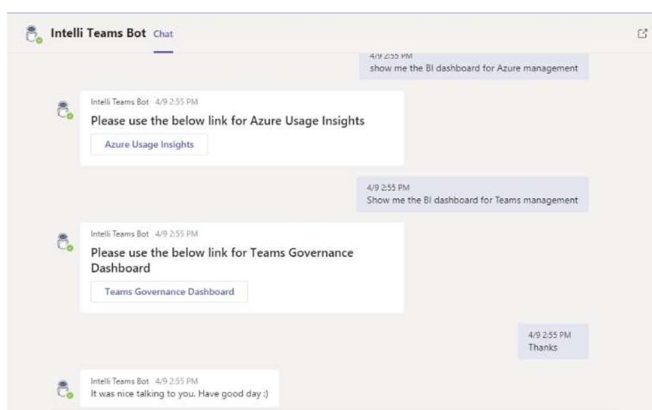 Intelli Teams Bot Chat
4/9 2:55 PM
show me the BI dashboard for Azure management
Intelli Teams Bot 4/9 2:55 PM
Please use the below link for Azure Usage Insights
Azure Usage Insights
4/9 2:55 PM
Show me the BI dashboard for Teams management
Intelli Teams Bot 4/9 2:55 PM
Please use the below link for Teams Governance
Dashboard
Teams Governance Dashboard
4/9 2:55 PM
Thanks
Intelli Teams Bot 4/9 2:55 PM
It was nice talking to you. Have good day :)